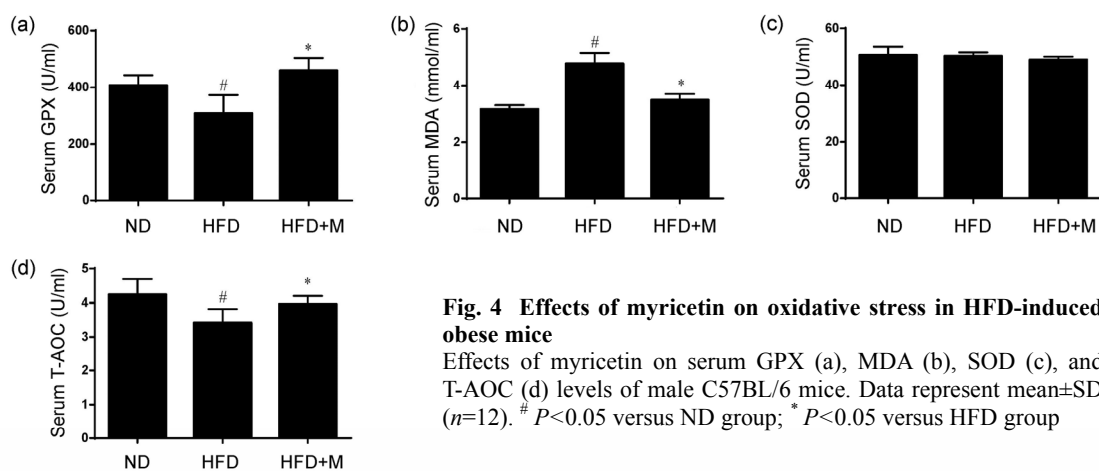 (a)
Serum GPX (U/ml)
600
400
200
0
#
*
ND HFD HFD+M
(b)
Serum MDA (mmol/ml)
6
4
2
0
#
*
ND HFD HFD+M
(c)
Serum SOD (U/ml)
60
40
20
0
ND HFD HFD+M
(d)
Serum T-AOC (U/ml)
5
4
3
2
1
0
#
*
ND HFD HFD+M
Fig. 4 Effects of myricetin on oxidative stress in HFD-induced
obese mice
Effects of myricetin on serum GPX (a), MDA (b), SOD (c), and
T-AOC (d) levels of male C57BL/6 mice. Data represent mean±SD
(n=12). # P<0.05 versus ND group; * P<0.05 versus HFD group